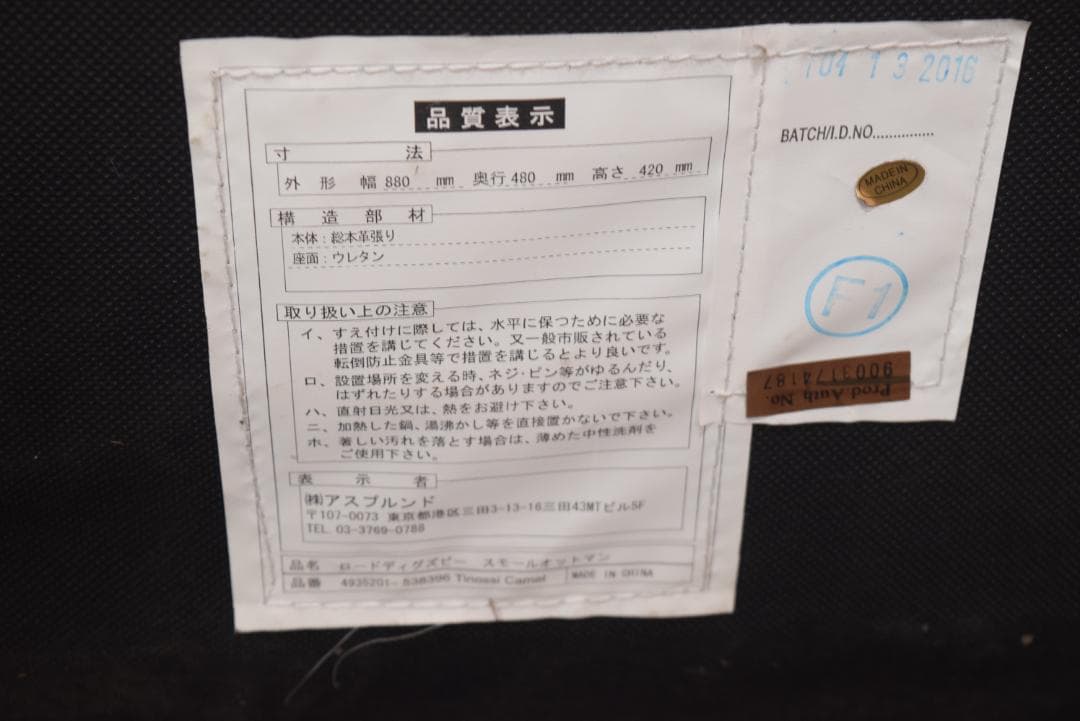 品質表示
寸法
外形 幅 880 mm 奥行 480 mm 高さ 420 mm
構造部材
本体:総本革張り
座面:ウレタン
取り扱い上の注意
イ、すえ付けに際しては、水平に保つために必要な
措置を講じてください。又一般市販されている
転倒防止金具等で措置を講じるとより良いです。
ロ、設置場所を変える時、ネジ・ピン等がゆるんだり、
はずれたりする場合がありますのでご注意下さい。
ハ、直射日光又は、熱をお避け下さい。
ニ、加熱した鍋、湯沸かし等を直接置かないで下さい。
ホ、著しい汚れを落とす場合は、薄めた中性洗剤を
ご使用下さい。
表示者
㈱アスプルンド
〒107-0073 東京都港区三田3-13-16三田43MTビル5F
TEL 03-3769-0788
品名 ロードディグズビー スモールオットマン
品番 4935201-838396 Tinossi Camel MADE IN CHINA
04 13 2016
BATCH/I.D.NO...............
MADE IN
CHINA
F1
Prod Auth No.
9003174187